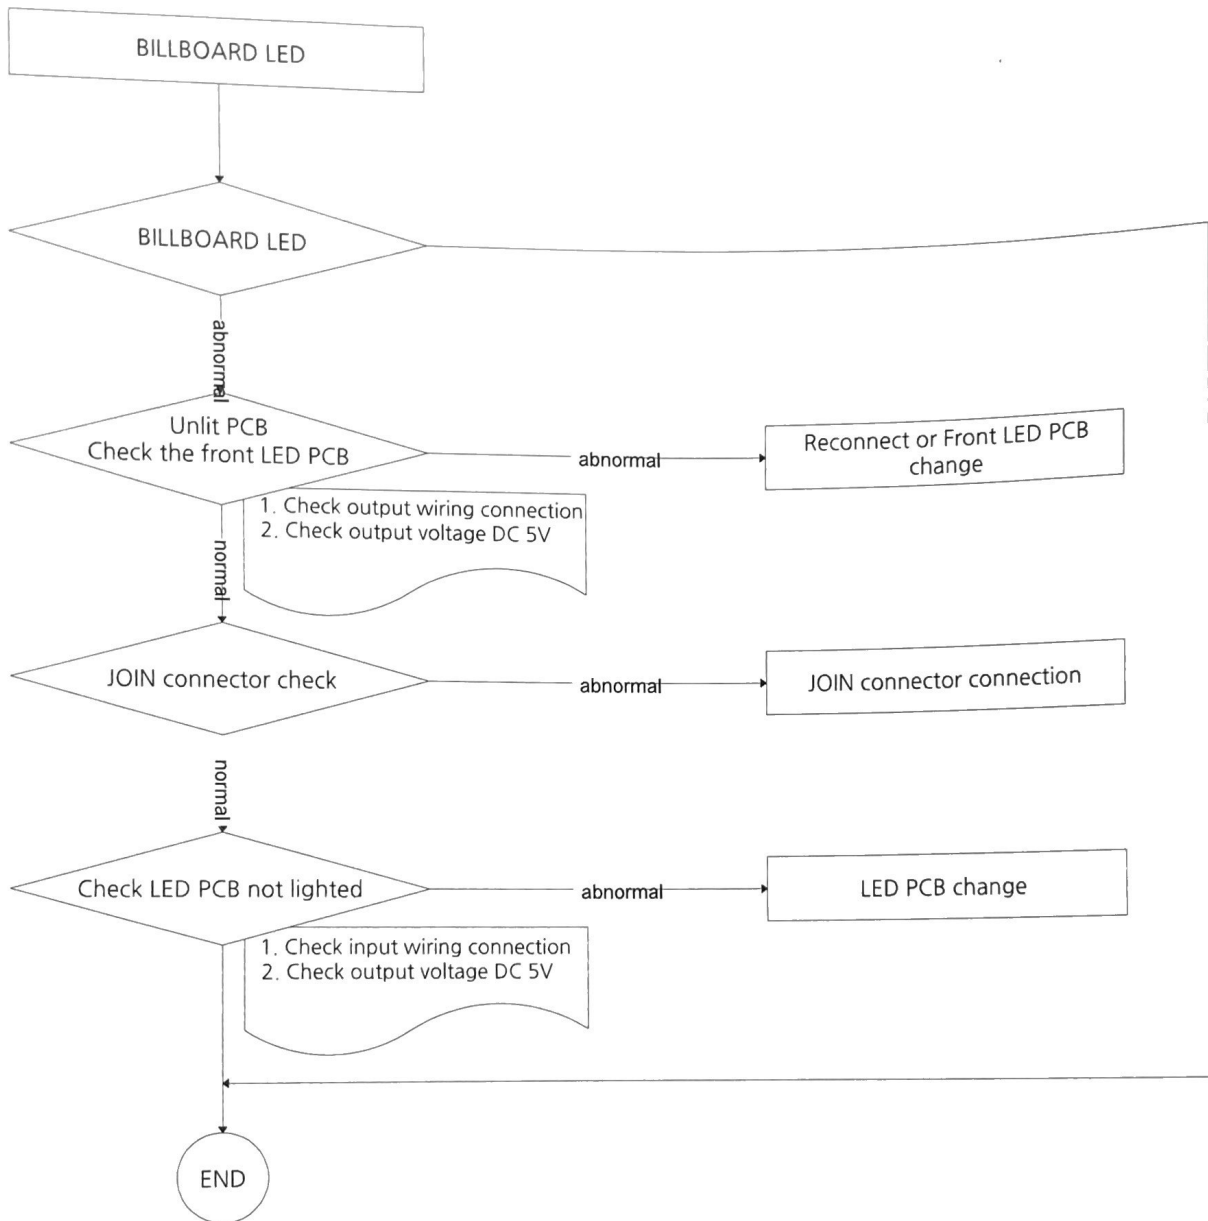 BILLBOARD LED
BILLBOARD LED
abnormal
Unlit PCB
Check the front LED PCB
abnormal
Reconnect or Front LED PCB
change
1. Check output wiring connection
2. Check output voltage DC 5V
normal
JOIN connector check
abnormal
JOIN connector connection
normal
Check LED PCB not lighted
abnormal
LED PCB change
1. Check input wiring connection
2. Check output voltage DC 5V
END